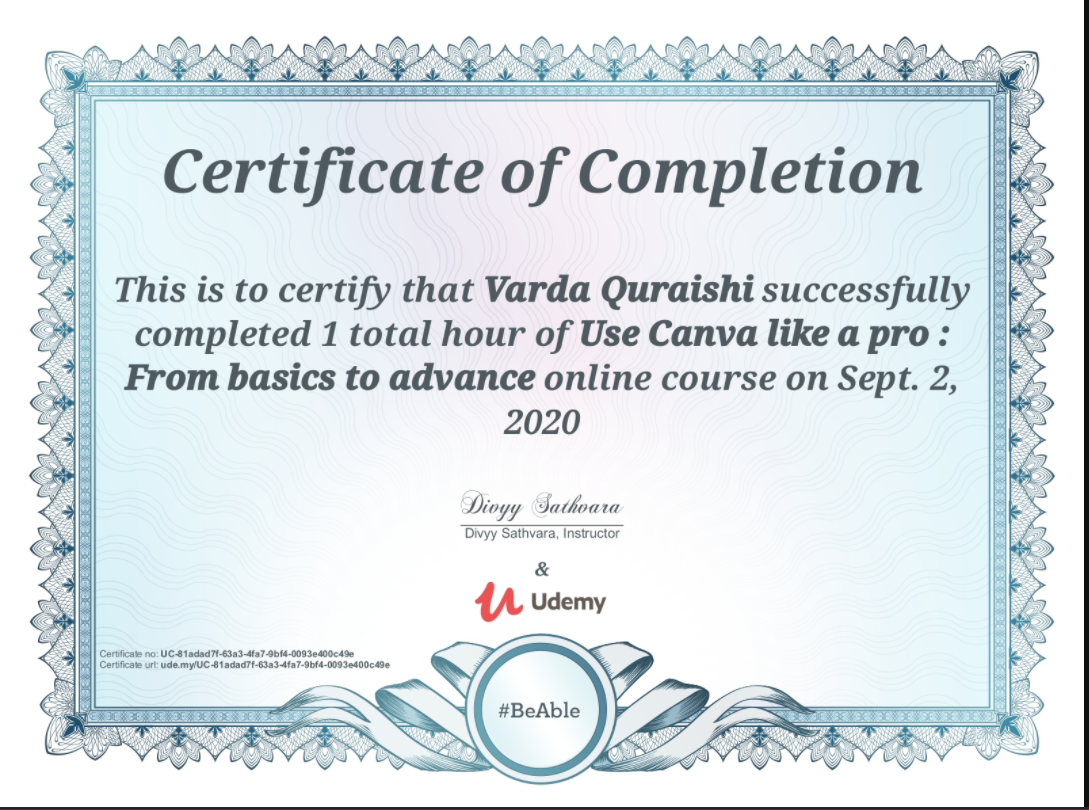 Certificate of Completion
This is to certify that Varda Quraishi successfully
completed 1 total hour of Use Canva like a pro :
From basics to advance online course on Sept. 2,
2020
Divyy Sathvara
Divyy Sathvara, Instructor
&
Udemy
Certificate no: UC-81adad7f-63a3-4fa7-9bf4-0093e400c49e
Certificate url: ude.my/UC-81adad7f-63a3-4fa7-9bf4-0093e400c49e
#BeAble